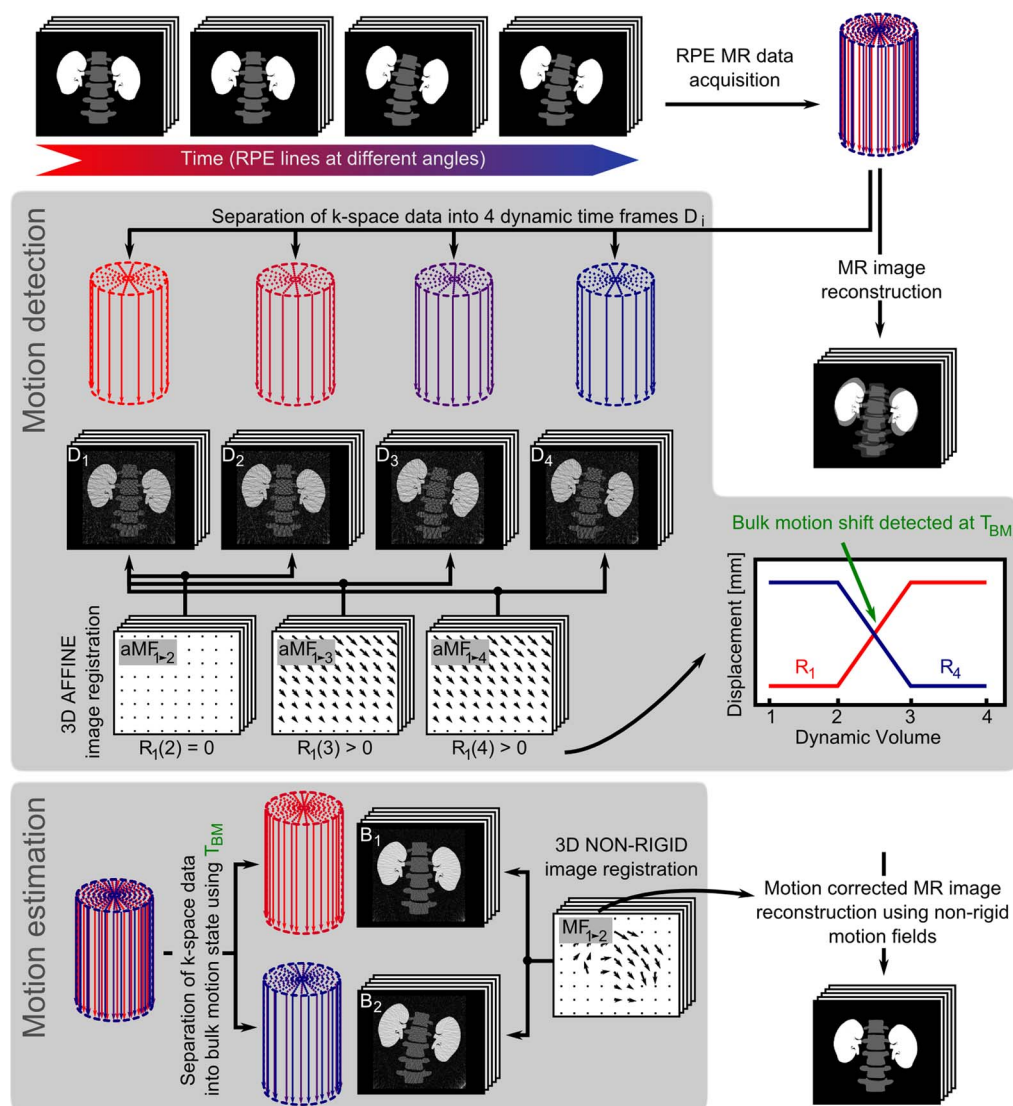 RPE MR data
acquisition
Time (RPE lines at different angles)
Motion detection
Separation of k-space data into 4 dynamic time frames D i
MR image
reconstruction
D1
D2
D3
D4
3D AFFINE
image registration
aMF1►2
aMF1►3
aMF1►4
R1(2) = 0
R1(3) > 0
R1(4) > 0
Bulk motion shift detected at TBM
Displacement [mm]
R1
R4
1
2
3
4
Dynamic Volume
Motion estimation
Separation of k-space data
into bulk motion state using TBM
B1
B2
3D NON-RIGID
image registration
MF1►2
Motion corrected MR image
reconstruction using non-rigid
motion fields